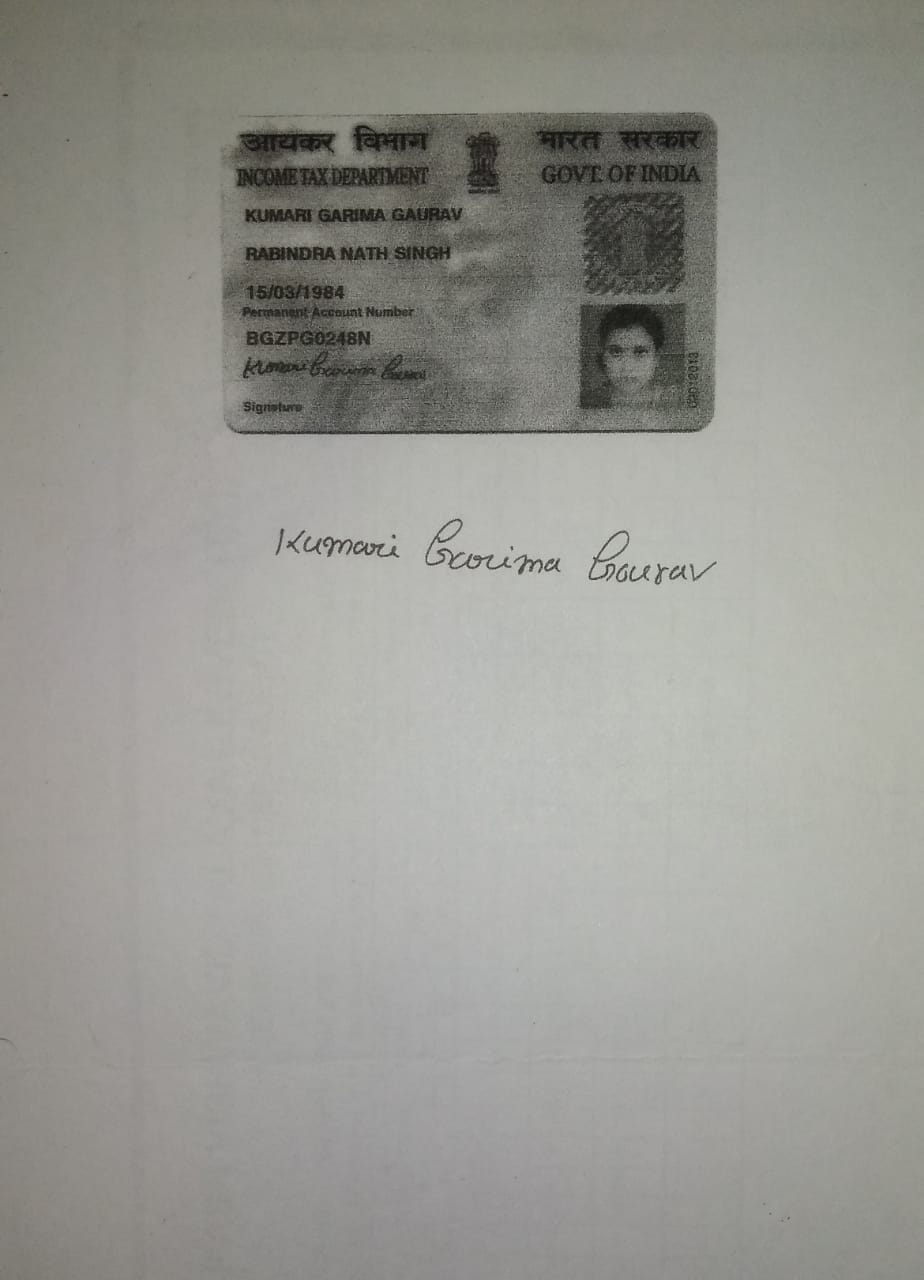 आयकर विभाग
भारत सरकार
INCOME TAX DEPARTMENT
GOVT. OF INDIA
KUMARI GARIMA GAURAV
RABINDRA NATH SINGH
15/03/1984
Permanent Account Number
BGZPG0248N
Kumari Garima Gaurav
Signature
Kumari Garima Gaurav